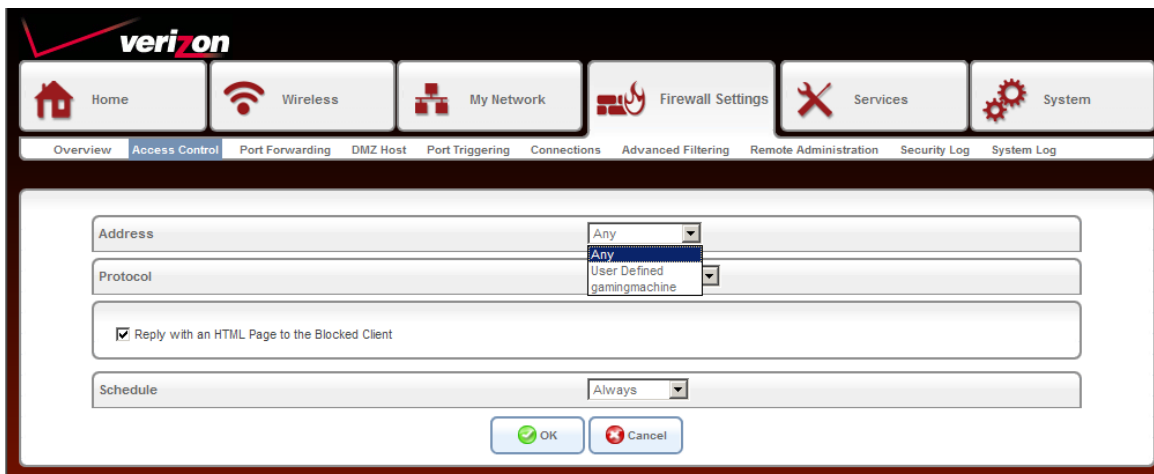 verizon
Home
Wireless
My Network
Firewall Settings
Services
System
Overview
Access Control
Port Forwarding
DMZ Host
Port Triggering
Connections
Advanced Filtering
Remote Administration
Security Log
System Log
Address
Any
Any
User Defined
gamingmachine
Protocol
Reply with an HTML Page to the Blocked Client
Schedule
Always
OK
Cancel